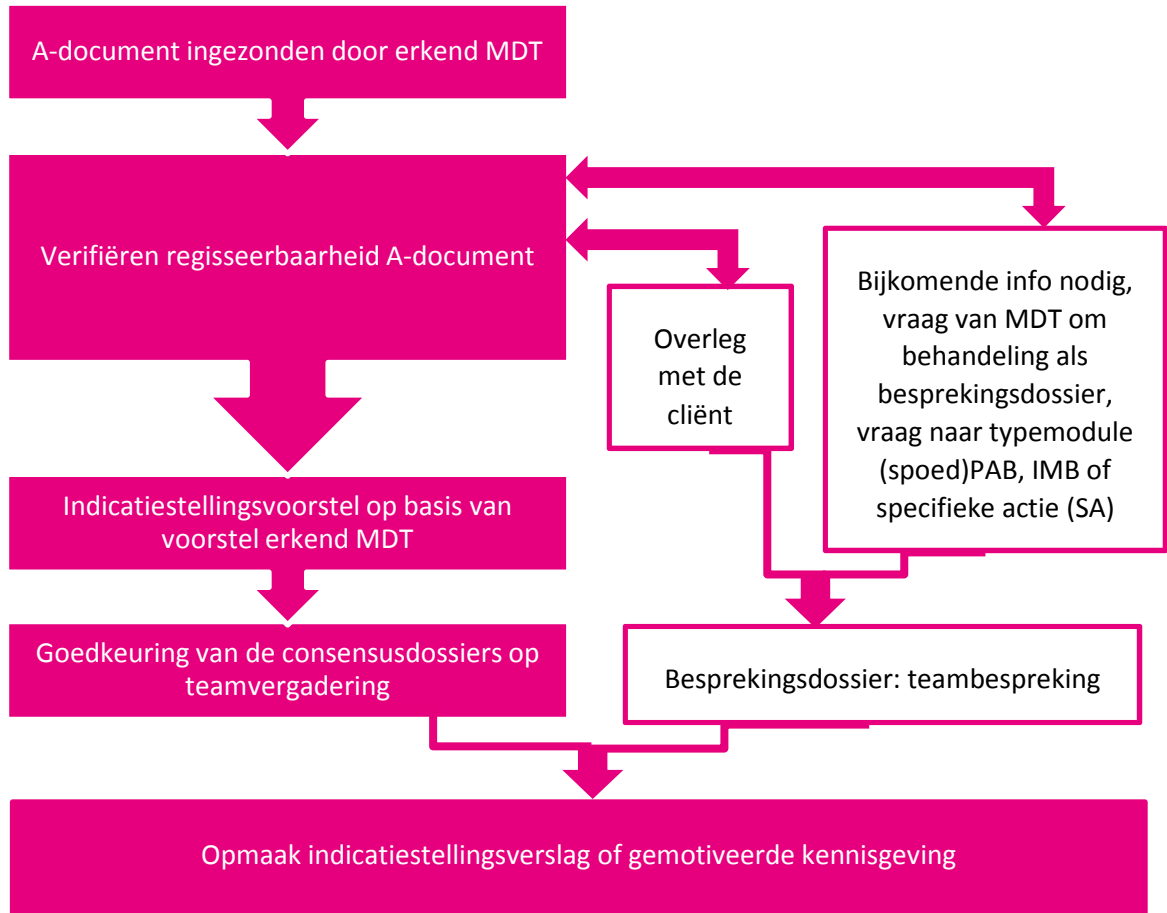 A-document ingezonden door erkend MDT
Verifiëren regisseerbaarheid A-document
Overleg
met de
cliënt
Bijkomende info nodig,
vraag van MDT om
behandeling als
besprekingsdossier,
vraag naar typemodule
(spoed)PAB, IMB of
specifieke actie (SA)
Indicatiestellingsvoorstel op basis van
voorstel erkend MDT
Goedkeuring van de consensusdossiers op
teamvergadering
Besprekingsdossier: teambespreking
Opmaak indicatiestellingsverslag of gemotiveerde kennisgeving